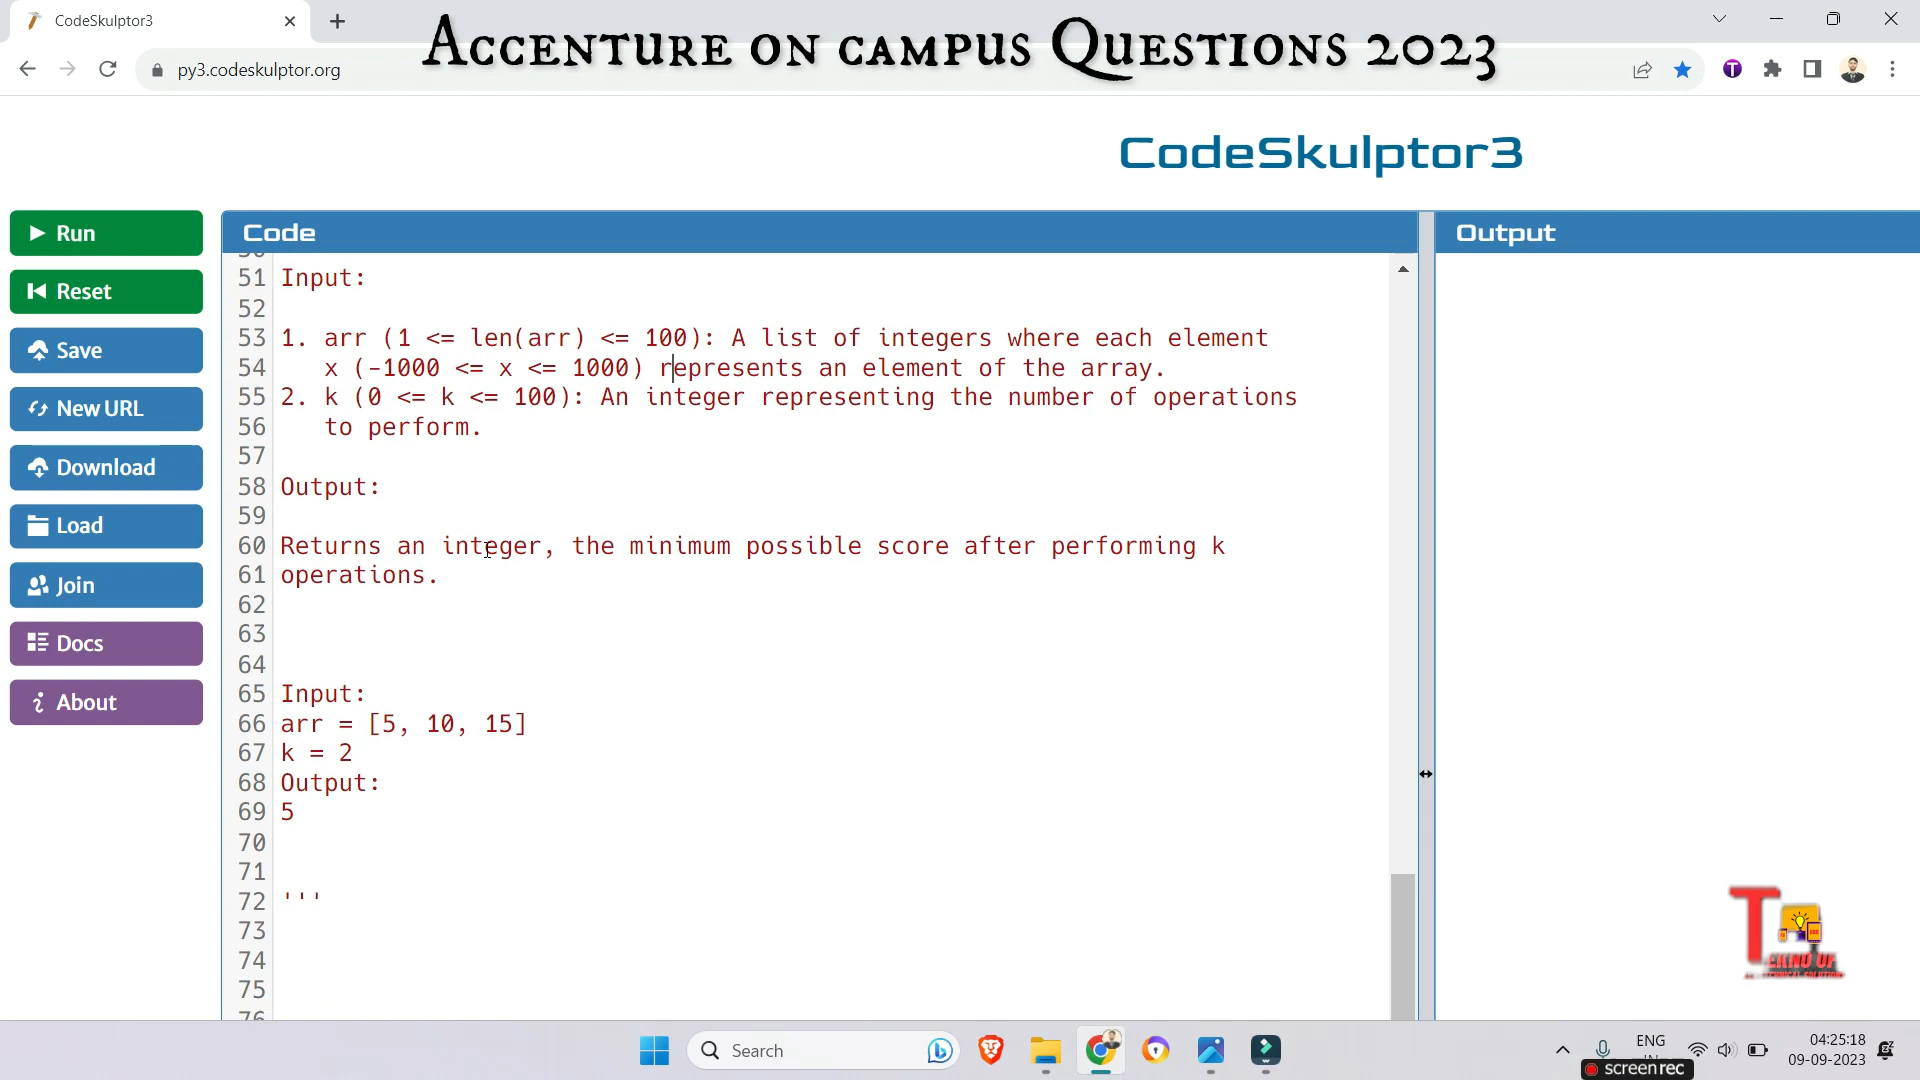 CodeSkulptor3
Accenture on campus Questions 2023
py3.codeskulptor.org
CodeSkulptor3
Run
Reset
Save
New URL
Download
Load
Join
Docs
About
Code
Output
51 Input:
52
53 1. arr (1 <= len(arr) <= 100): A list of integers where each element
54 x (-1000 <= x <= 1000) represents an element of the array.
55 2. k (0 <= k <= 100): An integer representing the number of operations
56 to perform.
57
58 Output:
59
60 Returns an integer, the minimum possible score after performing k
61 operations.
62
63
64
65 Input:
66 arr = [5, 10, 15]
67 k = 2
68 Output:
69 5
70
71
72 '''
73
74
75
76
Search
ENG
04:25:18
09-09-2023
screenrec